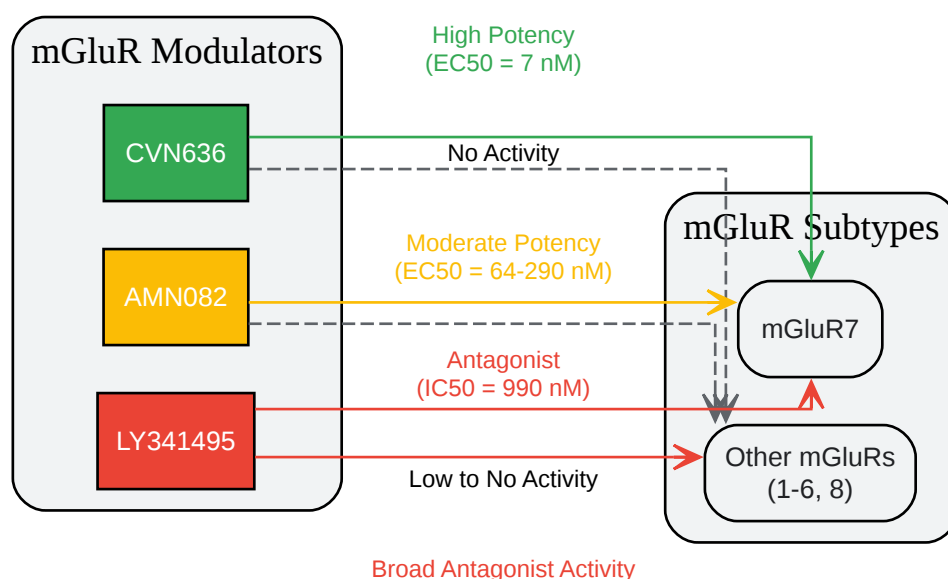 mGluR Modulators
CVN636
AMN082
LY341495
High Potency
(EC50 = 7 nM)
No Activity
Moderate Potency
(EC50 = 64-290 nM)
Antagonist
(IC50 = 990 nM)
Low to No Activity
Broad Antagonist Activity
mGluR Subtypes
mGluR7
Other mGluRs
(1-6, 8)